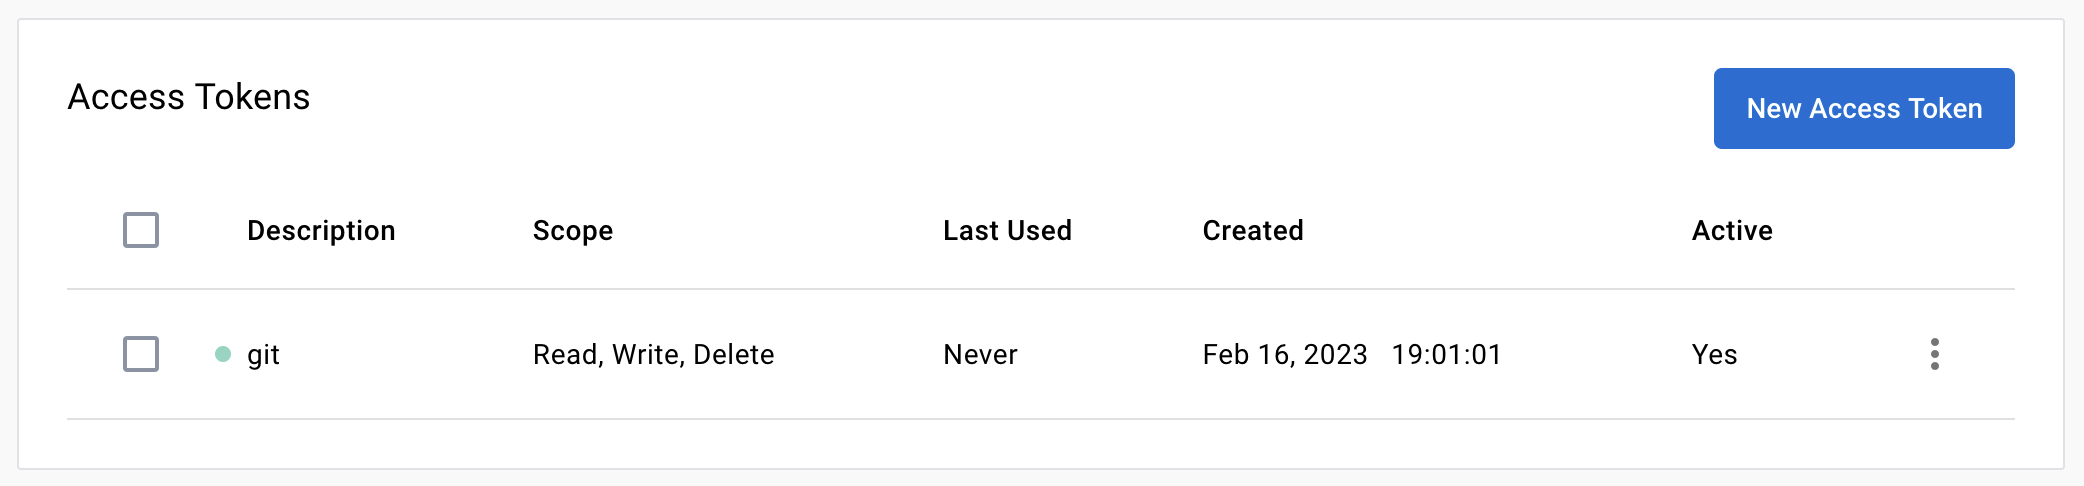 Access Tokens
New Access Token
Description Scope Last Used Created Active
git Read, Write, Delete Never Feb 16, 2023 19:01:01 Yes